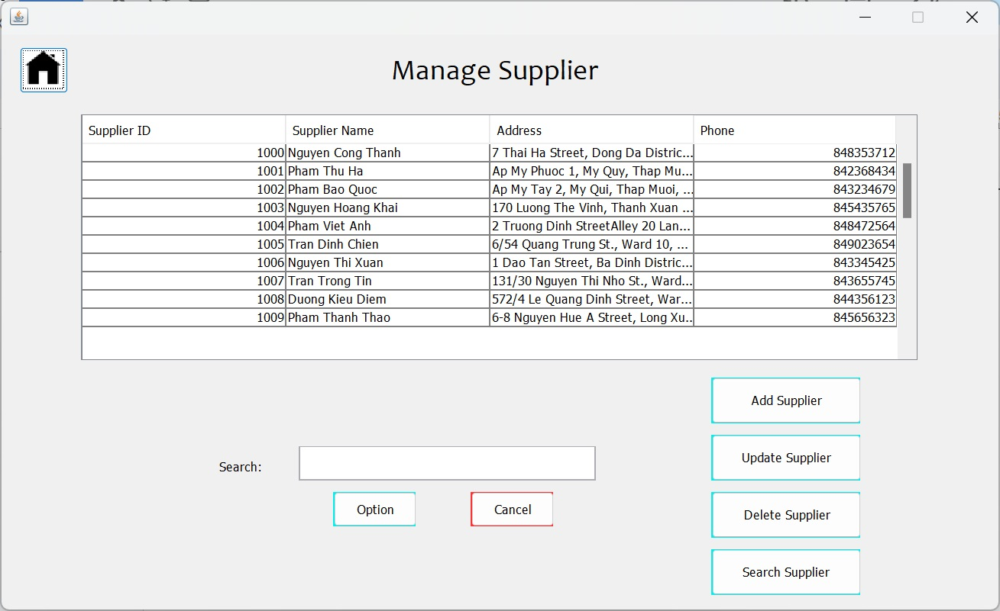 Manage Supplier
Supplier ID Supplier Name Address Phone
1000 Nguyen Cong Thanh 7 Thai Ha Street, Dong Da Distric... 848353712
1001 Pham Thu Ha Ap My Phuoc 1, My Quy, Thap Mu... 842368434
1002 Pham Bao Quoc Ap My Tay 2, My Qui, Thap Muoi, ... 843234679
1003 Nguyen Hoang Khai 170 Luong The Vinh, Thanh Xuan ... 845435765
1004 Pham Viet Anh 2 Truong Dinh StreetAlley 20 Lan... 848472564
1005 Tran Dinh Chien 6/54 Quang Trung St., Ward 10, ... 849023654
1006 Nguyen Thi Xuan 1 Dao Tan Street, Ba Dinh Distric... 843345425
1007 Tran Trong Tin 131/30 Nguyen Thi Nho St., Ward... 843655745
1008 Duong Kieu Diem 572/4 Le Quang Dinh Street, War... 844356123
1009 Pham Thanh Thao 6-8 Nguyen Hue A Street, Long Xu... 845656323
Add Supplier
Search:
Update Supplier
Option Cancel
Delete Supplier
Search Supplier